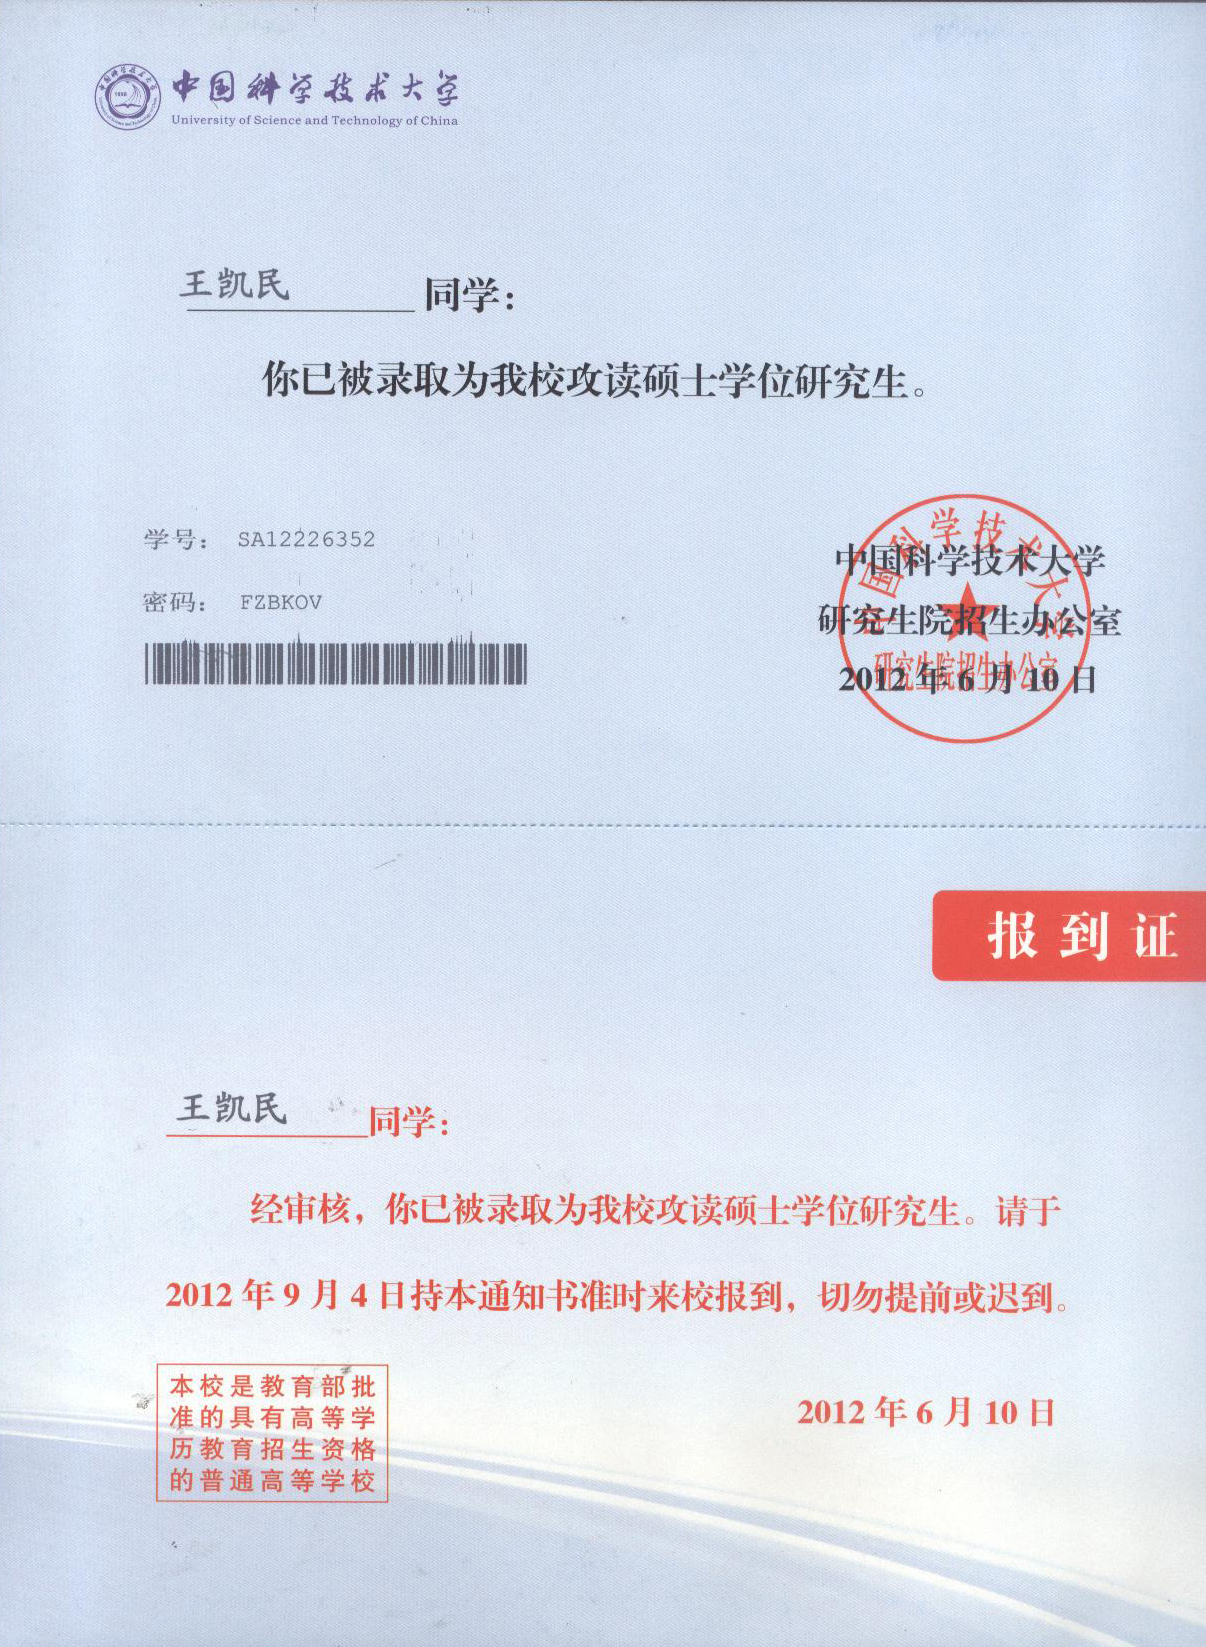 中国科学技术大学
University of Science and Technology of China
王凯民 同学：
你已被录取为我校攻读硕士学位研究生。
学号： SA12226352
密码： FZBKOV
中国科学技术大学
研究生院招生办公室
2012 年 6 月 10 日
中国科学技术大学
研究生院招生办公室
报到证
王凯民 同学：
经审核，你已被录取为我校攻读硕士学位研究生。请于
2012 年 9 月 4 日持本通知书准时来校报到，切勿提前或迟到。
2012 年 6 月 10 日
本校是教育部批
准的具有高等学
历教育招生资格
的普通高等学校